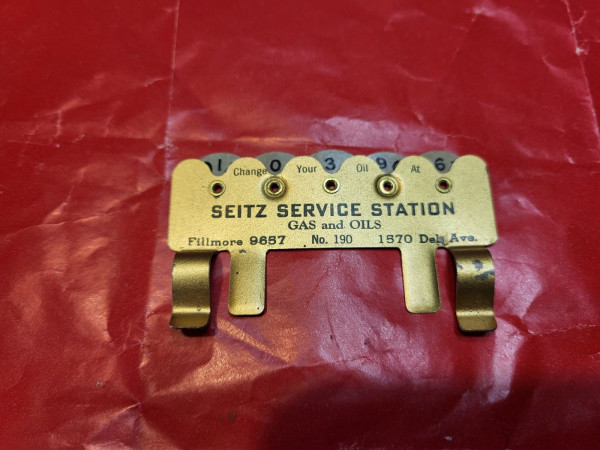 1 0 3 9 6
Change Your Oil At
SEITZ SERVICE STATION
GAS and OILS
Fillmore 9657 No. 190 1570 Del. Ave.